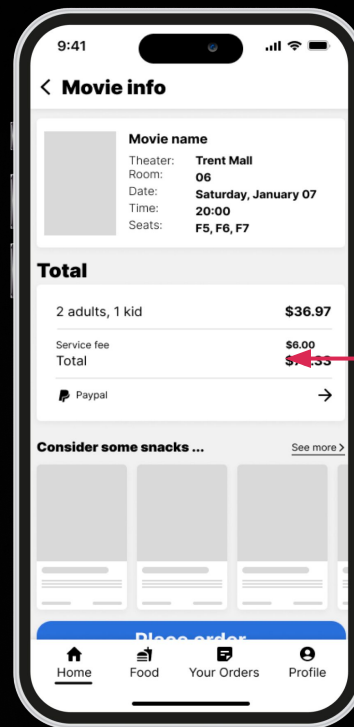 9:41
Movie info
Movie name
Theater: Trent Mall
Room: 06
Date: Saturday, January 07
Time: 20:00
Seats: F5, F6, F7
Total
2 adults, 1 kid $36.97
Service fee $6.00
Total
Paypal
Consider some snacks ...
See more
Place order
Home
Food
Your Orders
Profile